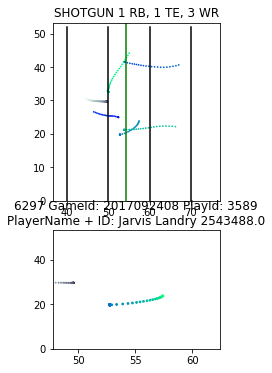 SHOTGUN 1 RB, 1 TE, 3 WR
50
40
30
20
10
0
40 50 60 70
6297 GameId: 2017092408 PlayId: 3589
PlayerName + ID: Jarvis Landry 2543488.0
40
20
0
50 55 60